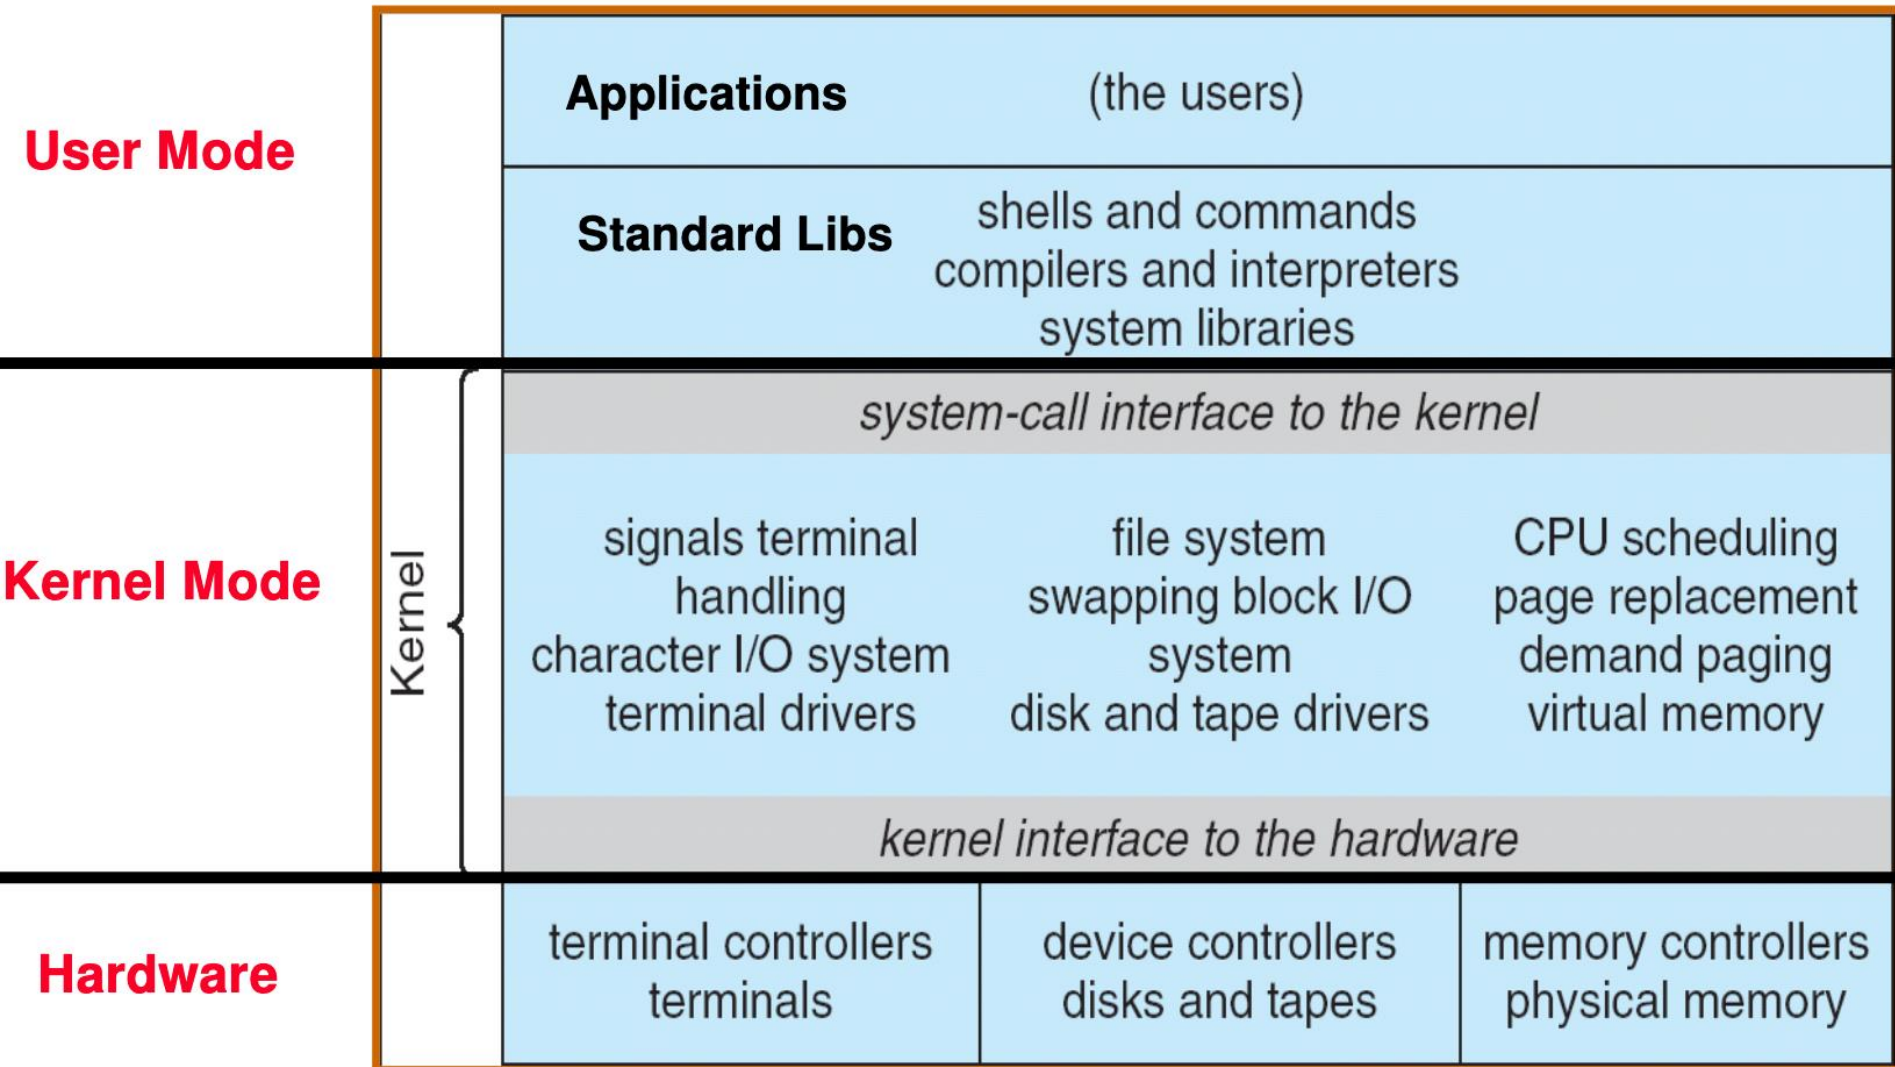 User Mode
Applications (the users)
Standard Libs
shells and commands
compilers and interpreters
system libraries
Kernel Mode
Kernel
system-call interface to the kernel
signals terminal
handling
character I/O system
terminal drivers
file system
swapping block I/O
system
disk and tape drivers
CPU scheduling
page replacement
demand paging
virtual memory
kernel interface to the hardware
Hardware
terminal controllers
terminals
device controllers
disks and tapes
memory controllers
physical memory